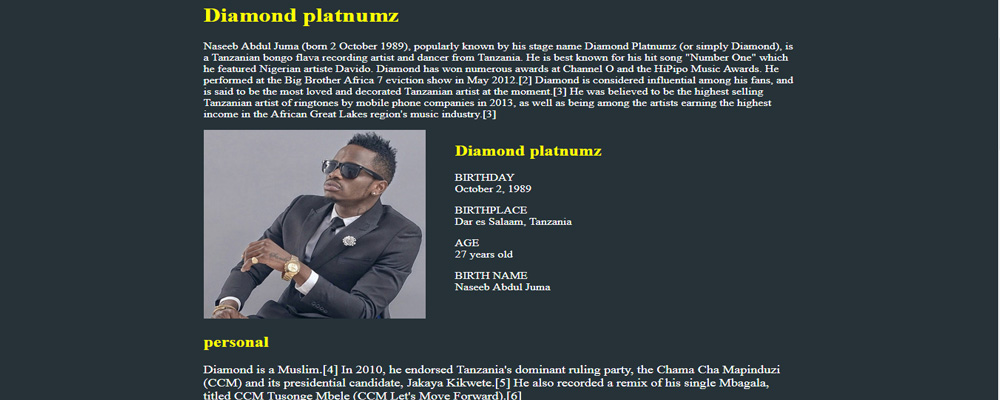 Diamond platnumz
Naseeb Abdul Juma (born 2 October 1989), popularly known by his stage name Diamond Platnumz (or simply Diamond), is
a Tanzanian bongo flava recording artist and dancer from Tanzania. He is best known for his hit song "Number One" which
he featured Nigerian artiste Davido. Diamond has won numerous awards at Channel O and the HiPipo Music Awards. He
performed at the Big Brother Africa 7 eviction show in May 2012.[2] Diamond is considered influential among his fans, and
is said to be the most loved and decorated Tanzanian artist at the moment.[3] He was believed to be the highest selling
Tanzanian artist of ringtones by mobile phone companies in 2013, as well as being among the artists earning the highest
income in the African Great Lakes region's music industry.[3]
Diamond platnumz
BIRTHDAY
October 2, 1989
BIRTHPLACE
Dar es Salaam, Tanzania
AGE
27 years old
BIRTH NAME
Naseeb Abdul Juma
personal
Diamond is a Muslim.[4] In 2010, he endorsed Tanzania's dominant ruling party, the Chama Cha Mapinduzi
(CCM) and its presidential candidate, Jakaya Kikwete.[5] He also recorded a remix of his single Mbagala,
titled CCM Tusonge Mbele (CCM Let's Move Forward).[6]